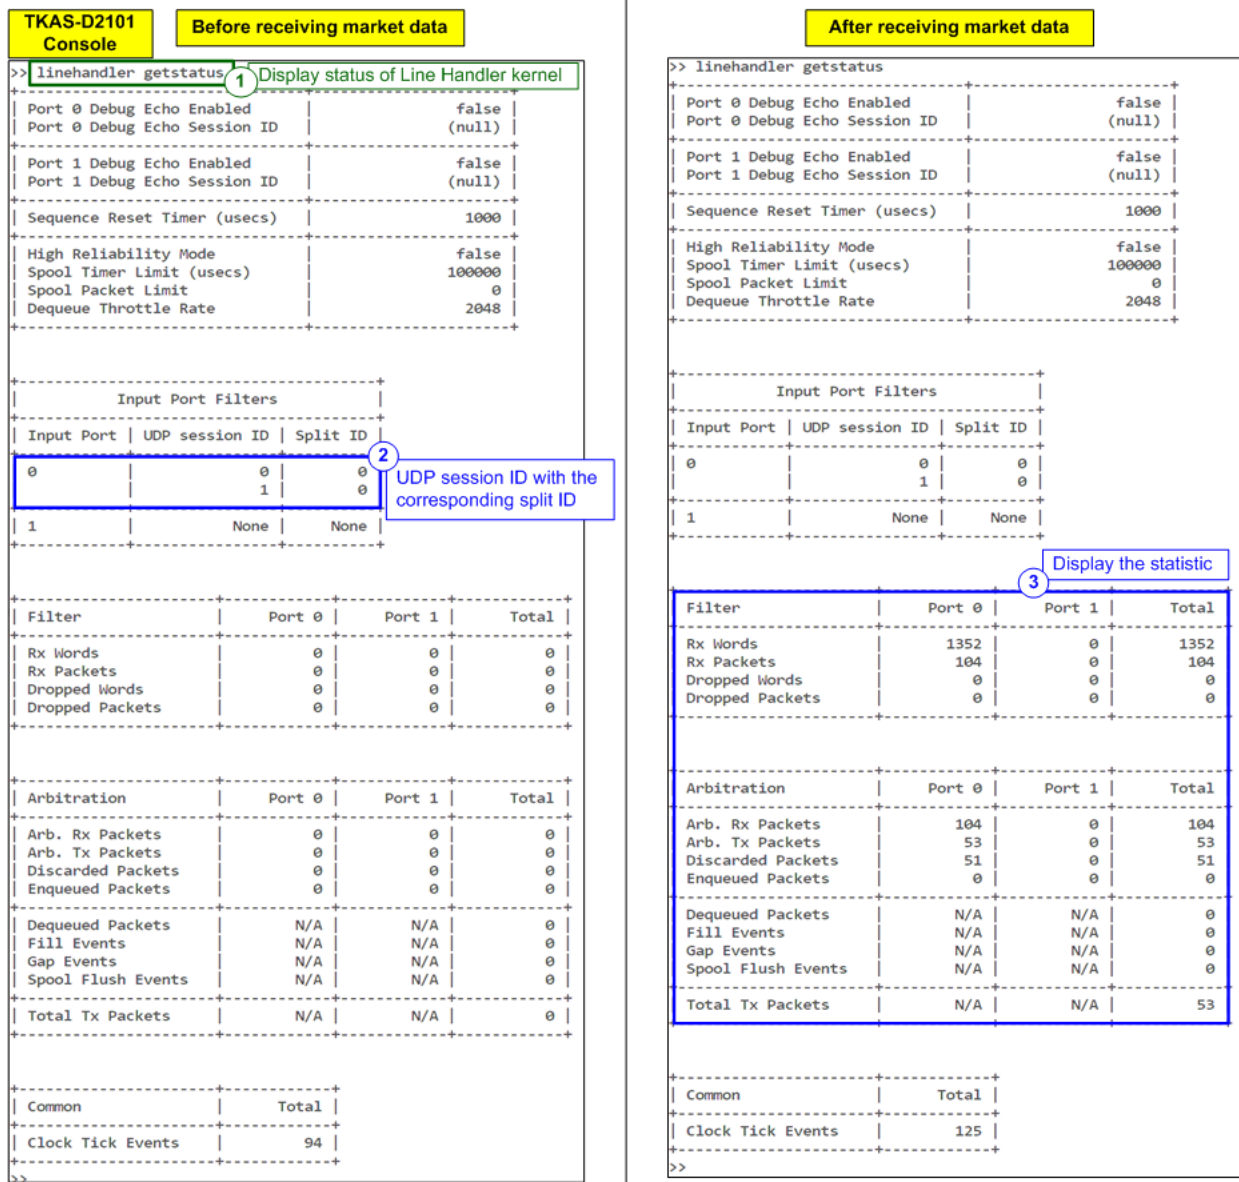 TKAS-D2101
Console
Before receiving market data
>> linehandler getstatus
1
Display status of Line Handler kernel
Port 0 Debug Echo Enabled | false |
Port 0 Debug Echo Session ID | (null) |
Port 1 Debug Echo Enabled | false |
Port 1 Debug Echo Session ID | (null) |
Sequence Reset Timer (usecs) | 1000 |
High Reliability Mode | false |
Spool Timer Limit (usecs) | 100000 |
Spool Packet Limit | 0 |
Dequeue Throttle Rate | 2048 |
Input Port Filters
Input Port | UDP session ID | Split ID
0 | 0 | 0
1 | 0
2
UDP session ID with the
corresponding split ID
1 | None | None |
Filter | Port 0 | Port 1 | Total |
Rx Words | 0 | 0 | 0 |
Rx Packets | 0 | 0 | 0 |
Dropped Words | 0 | 0 | 0 |
Dropped Packets | 0 | 0 | 0 |
Arbitration | Port 0 | Port 1 | Total |
Arb. Rx Packets | 0 | 0 | 0 |
Arb. Tx Packets | 0 | 0 | 0 |
Discarded Packets | 0 | 0 | 0 |
Enqueued Packets | 0 | 0 | 0 |
Dequeued Packets | N/A | N/A | 0 |
Fill Events | N/A | N/A | 0 |
Gap Events | N/A | N/A | 0 |
Spool Flush Events | N/A | N/A | 0 |
Total Tx Packets | N/A | N/A | 0 |
Common | Total |
Clock Tick Events | 94 |
>>
After receiving market data
>> linehandler getstatus
Port 0 Debug Echo Enabled | false |
Port 0 Debug Echo Session ID | (null) |
Port 1 Debug Echo Enabled | false |
Port 1 Debug Echo Session ID | (null) |
Sequence Reset Timer (usecs) | 1000 |
High Reliability Mode | false |
Spool Timer Limit (usecs) | 100000 |
Spool Packet Limit | 0 |
Dequeue Throttle Rate | 2048 |
Input Port Filters
Input Port | UDP session ID | Split ID |
0 | 0 | 0 |
1 | 0 |
1 | None | None |
3
Display the statistic
Filter | Port 0 | Port 1 | Total
Rx Words | 1352 | 0 | 1352
Rx Packets | 104 | 0 | 104
Dropped Words | 0 | 0 | 0
Dropped Packets | 0 | 0 | 0
Arbitration | Port 0 | Port 1 | Total
Arb. Rx Packets | 104 | 0 | 104
Arb. Tx Packets | 53 | 0 | 53
Discarded Packets | 51 | 0 | 51
Enqueued Packets | 0 | 0 | 0
Dequeued Packets | N/A | N/A | 0
Fill Events | N/A | N/A | 0
Gap Events | N/A | N/A | 0
Spool Flush Events | N/A | N/A | 0
Total Tx Packets | N/A | N/A | 53
Common | Total |
Clock Tick Events | 125 |
>>